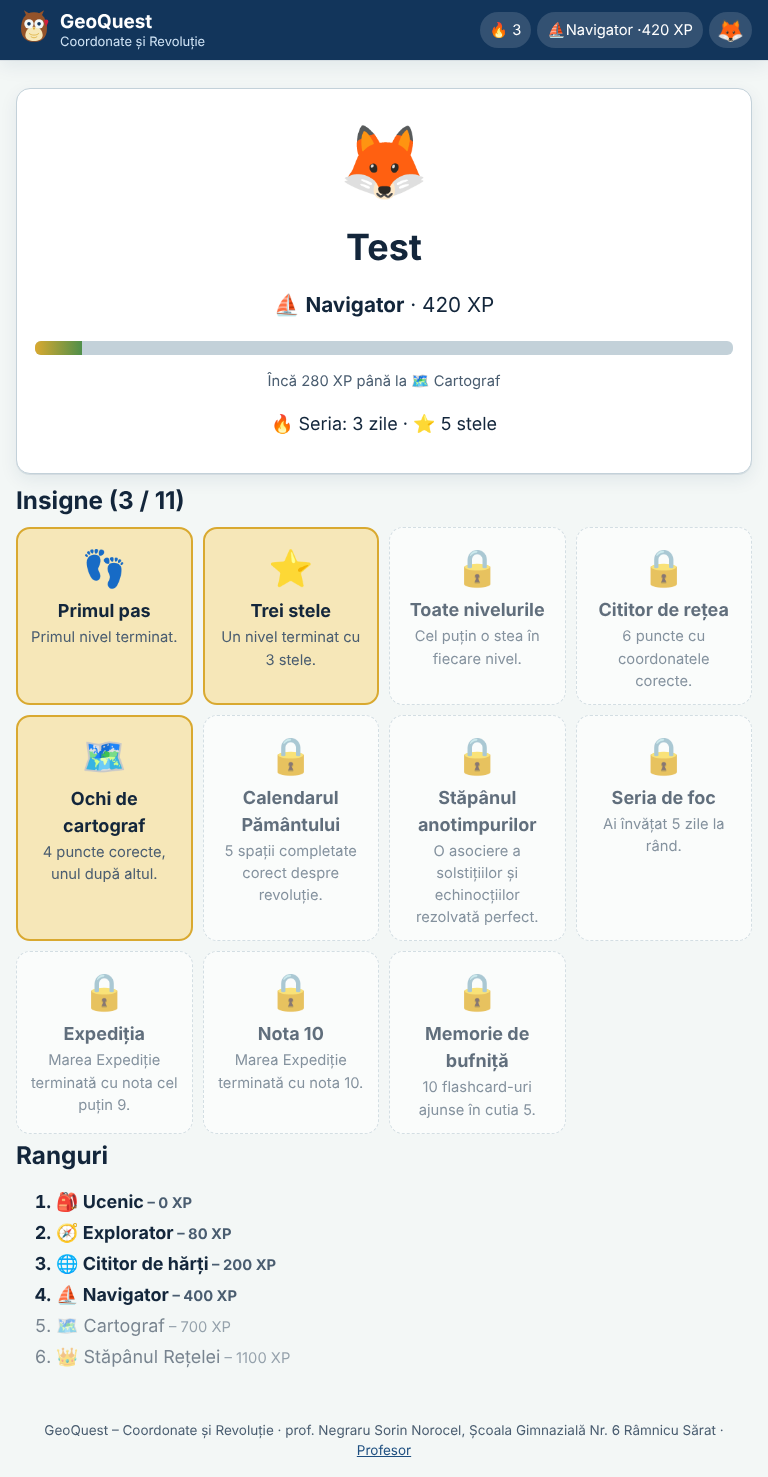 GeoQuest
Coordonate și Revoluție
🔥 3
⛵Navigator ·420 XP
Test
⛵ Navigator · 420 XP
Încă 280 XP până la 🗺️ Cartograf
🔥 Seria: 3 zile · ⭐ 5 stele
Insigne (3 / 11)
Primul pas
Primul nivel terminat.
Trei stele
Un nivel terminat cu
3 stele.
Toate nivelurile
Cel puțin o stea în
fiecare nivel.
Cititor de rețea
6 puncte cu
coordonatele
corecte.
Ochi de
cartograf
4 puncte corecte,
unul după altul.
Calendarul
Pământului
5 spații completate
corect despre
revoluție.
Stăpânul
anotimpurilor
O asociere a
solstițiilor și
echinocțiilor
rezolvată perfect.
Seria de foc
Ai învățat 5 zile la
rând.
Expediția
Marea Expediție
terminată cu nota cel
puțin 9.
Nota 10
Marea Expediție
terminată cu nota 10.
Memorie de
bufniță
10 flashcard-uri
ajunse în cutia 5.
Ranguri
1. 🎒 Ucenic – 0 XP
2. 🧭 Explorator – 80 XP
3. 🌐 Cititor de hărți – 200 XP
4. ⛵ Navigator – 400 XP
5. 🗺️ Cartograf – 700 XP
6. 👑 Stăpânul Rețelei – 1100 XP
GeoQuest – Coordonate și Revoluție · prof. Negraru Sorin Norocel, Școala Gimnazială Nr. 6 Râmnicu Sărat ·
Profesor